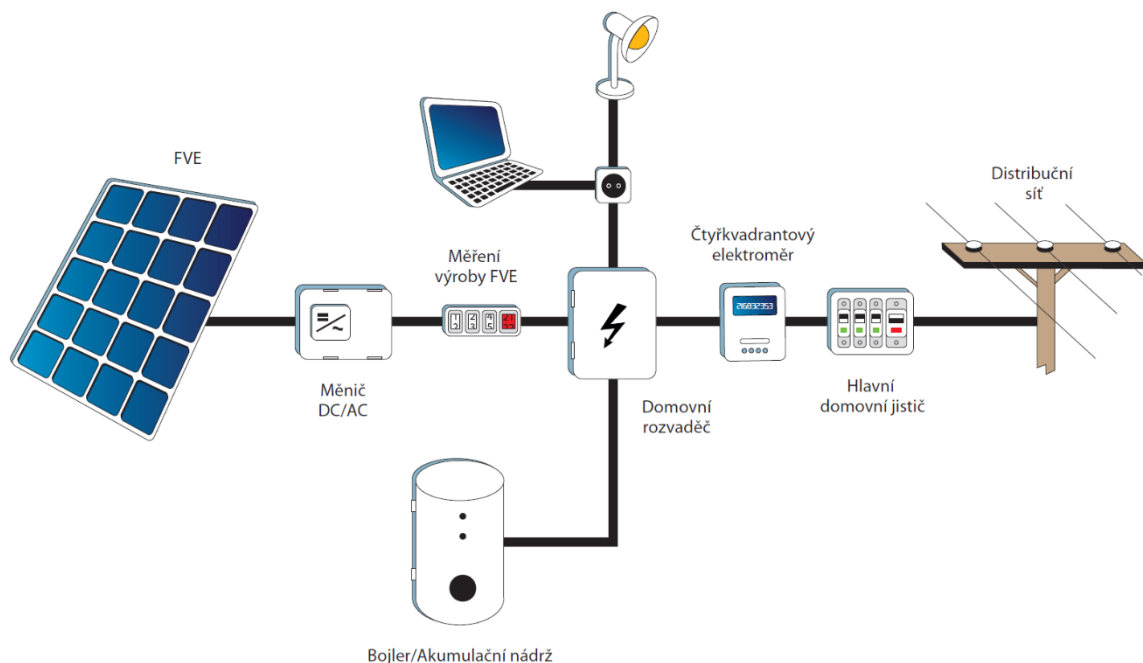 FVE
Měnič
DC/AC
Měření
výroby FVE
Domovní
rozvaděč
Čtyřkvadrantový
elektroměr
216032353
Hlavní
domovní jistič
Distribuční
síť
Bojler/Akumulační nádrž